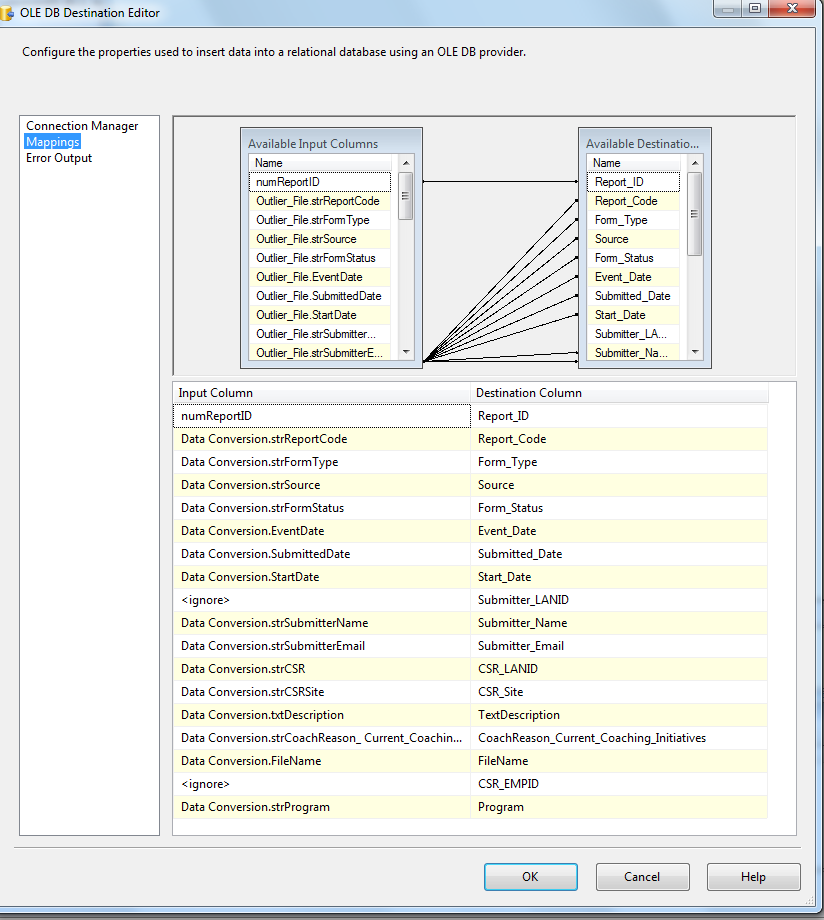 OLE DB Destination Editor
Configure the properties used to insert data into a relational database using an OLE DB provider.
Connection Manager
Mappings
Error Output
Available Input Columns
Name
numReportID
Outlier_File.strReportCode
Outlier_File.strFormType
Outlier_File.strSource
Outlier_File.strFormStatus
Outlier_File.EventDate
Outlier_File.SubmittedDate
Outlier_File.StartDate
Outlier_File.strSubmitter...
Outlier_File.strSubmitterE...
Available Destinatio...
Name
Report_ID
Report_Code
Form_Type
Source
Form_Status
Event_Date
Submitted_Date
Start_Date
Submitter_LA...
Submitter_Na...
Input Column Destination Column
numReportID Report_ID
Data Conversion.strReportCode Report_Code
Data Conversion.strFormType Form_Type
Data Conversion.strSource Source
Data Conversion.strFormStatus Form_Status
Data Conversion.EventDate Event_Date
Data Conversion.SubmittedDate Submitted_Date
Data Conversion.StartDate Start_Date
<ignore> Submitter_LANID
Data Conversion.strSubmitterName Submitter_Name
Data Conversion.strSubmitterEmail Submitter_Email
Data Conversion.strCSR CSR_LANID
Data Conversion.strCSRSite CSR_Site
Data Conversion.txtDescription TextDescription
Data Conversion.strCoachReason_ Current_Coachin... CoachReason_Current_Coaching_Initiatives
Data Conversion.FileName FileName
<ignore> CSR_EMPID
Data Conversion.strProgram Program
OK Cancel Help